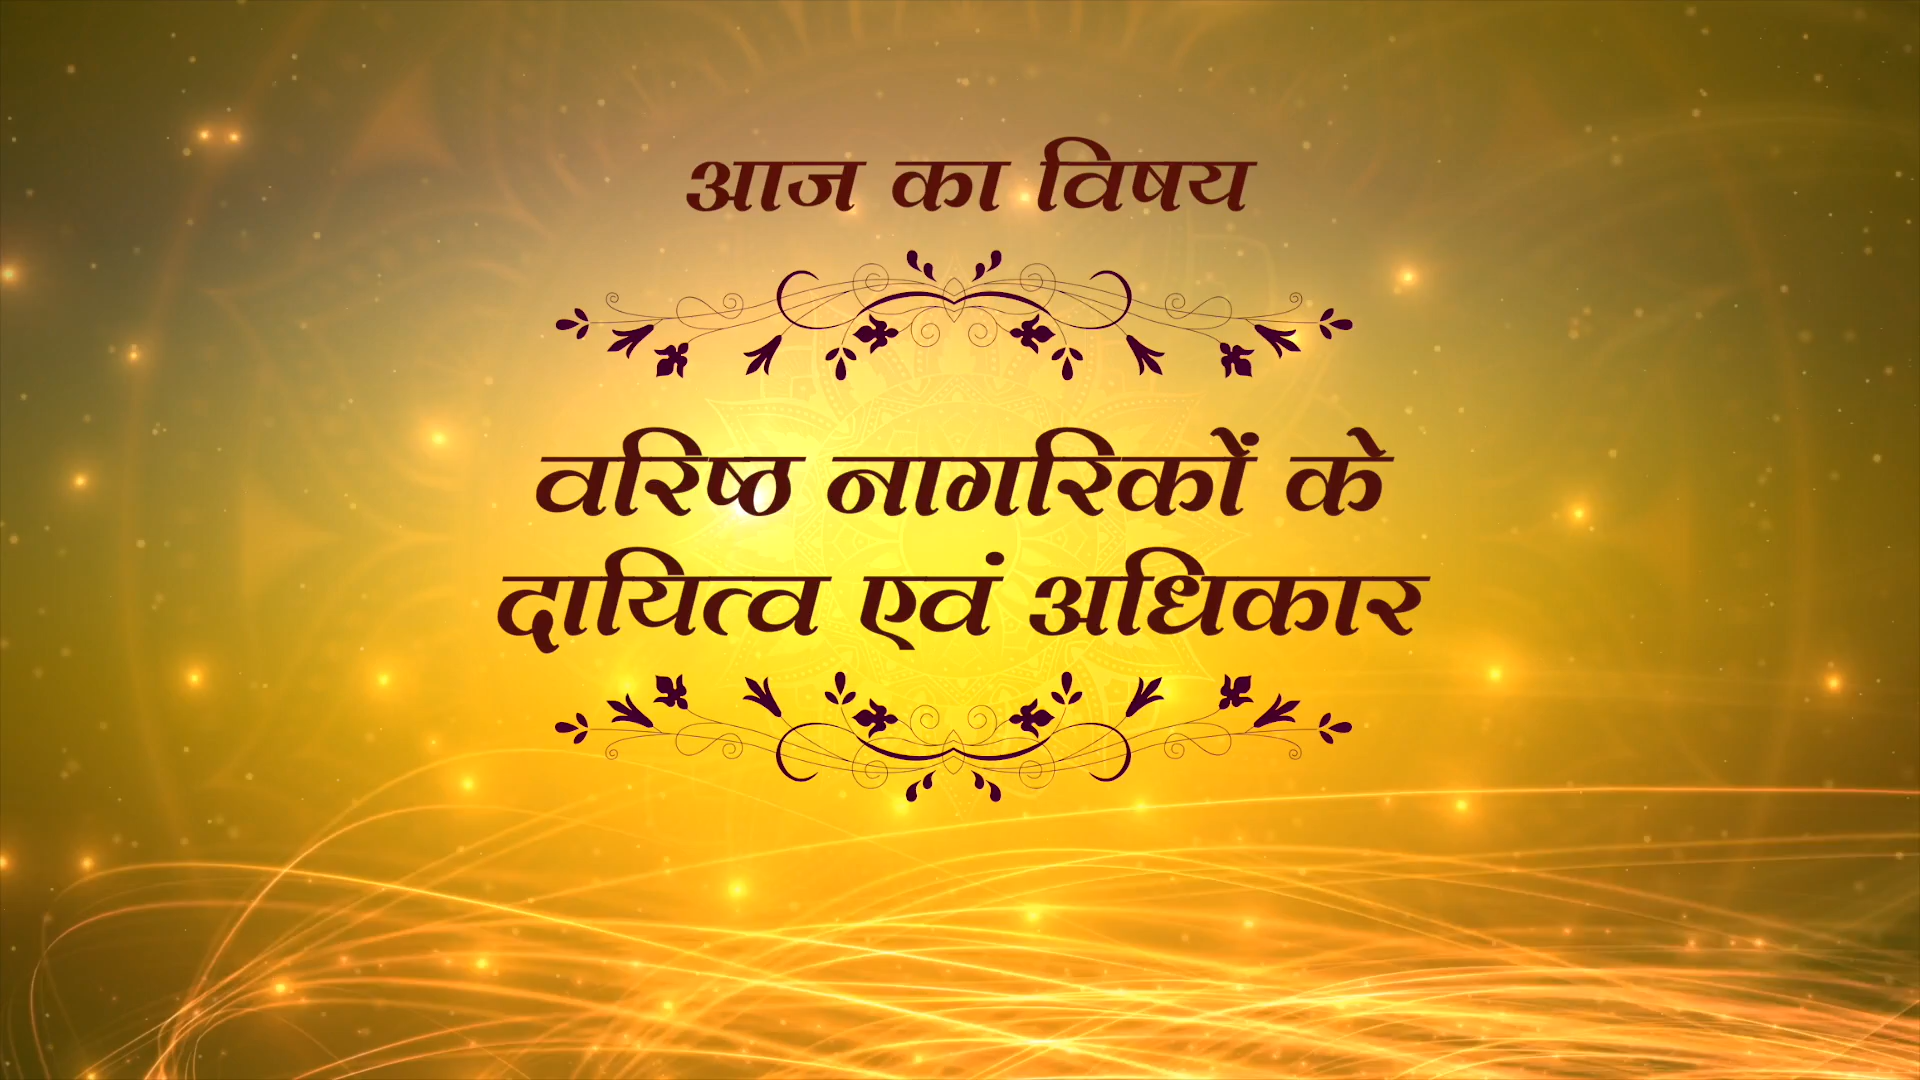 आज का विषय
वरिष्ठ नागरिकों के
दायित्व एवं अधिकार